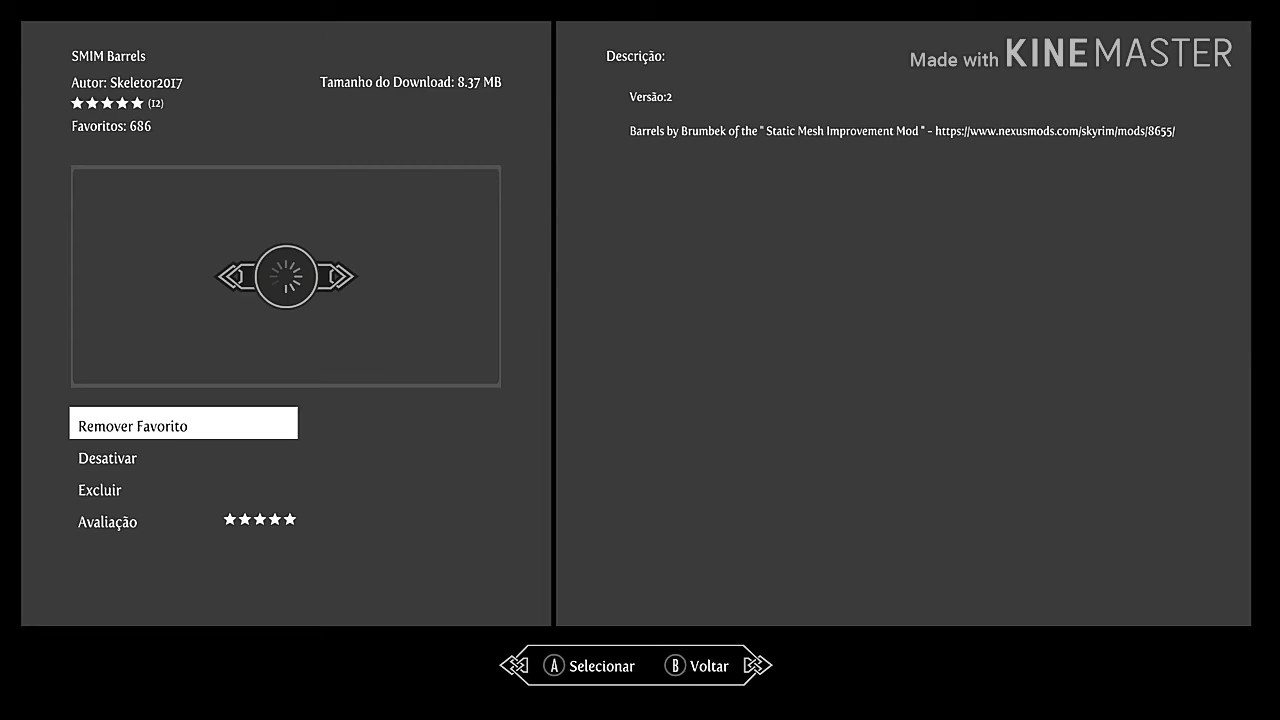 SMIM Barrels
Autor: Skeletor2017
Tamanho do Download: 8.37 MB
(12)
Favoritos: 686
Remover Favorito
Desativar
Excluir
Avaliação
Descrição:
Made with KINEMASTER
Versão:2
Barrels by Brumbek of the " Static Mesh Improvement Mod " - https://www.nexusmods.com/skyrim/mods/8655/
A Selecionar
B Voltar